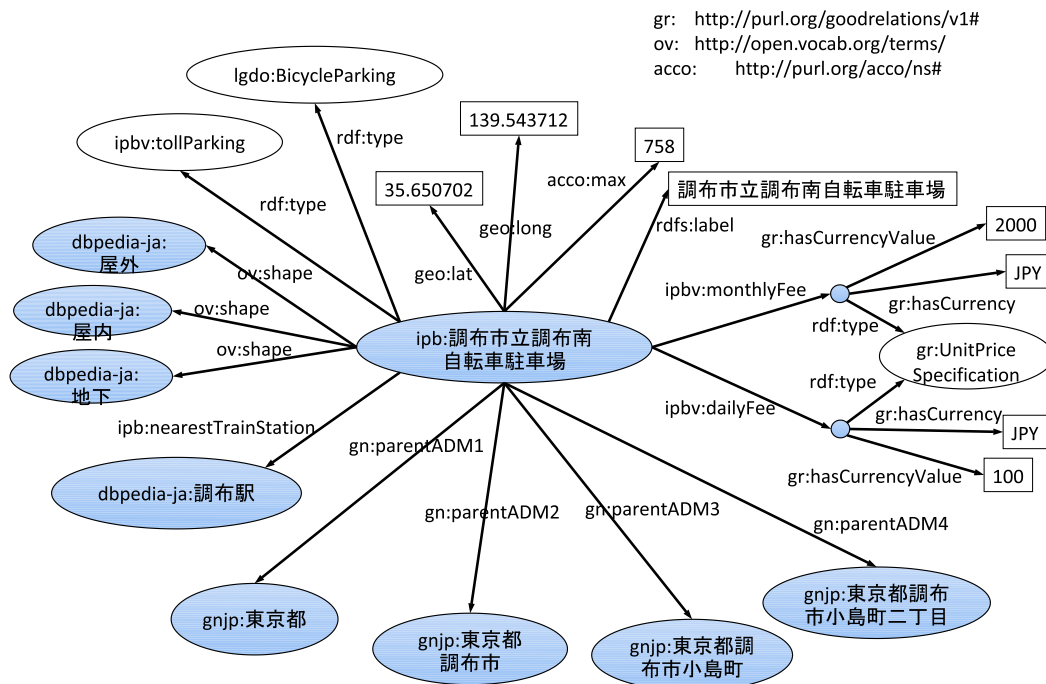 gr: http://purl.org/goodrelations/v1#
ov: http://open.vocab.org/terms/
acco: http://purl.org/acco/ns#
lgdo:BicycleParking
139.543712
ipbv:tollParking
rdf:type
758
35.650702
acco:max
調布市立調布南自転車駐車場
rdf:type
geo:long
rdfs:label
2000
dbpedia-ja:
屋外
gr:hasCurrencyValue
ov:shape
geo:lat
JPY
ipbv:monthlyFee
dbpedia-ja:
屋内
ov:shape
gr:hasCurrency
rdf:type
ipb:調布市立調布南
自転車駐車場
ov:shape
gr:UnitPrice
Specification
dbpedia-ja:
地下
rdf:type
ipbv:dailyFee
gr:hasCurrency
ipb:nearestTrainStation
JPY
gn:parentADM1
gr:hasCurrencyValue
100
dbpedia-ja:調布駅
gn:parentADM2
gn:parentADM3
gn:parentADM4
gnjp:東京都
gnjp:東京都調布
市小島町二丁目
gnjp:東京都
調布市
gnjp:東京都調
布市小島町